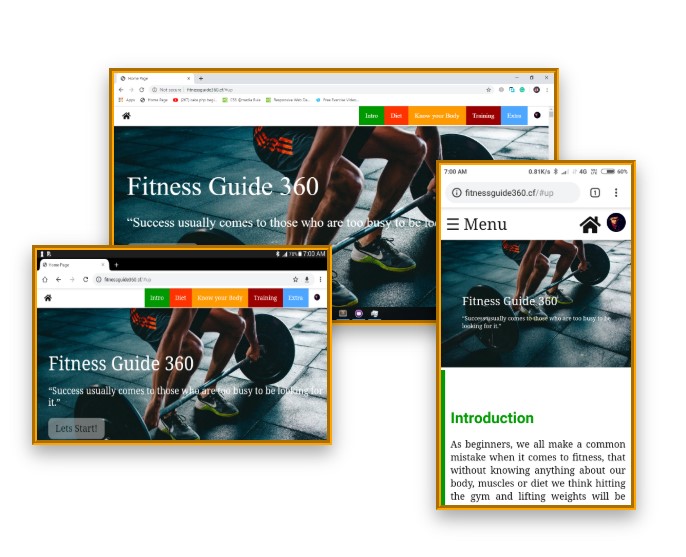 Home Page
Not secure | fitnessguide360.cf/#up
Apps
Home Page
CSS @media Rule
Intro Diet Know your Body Training Extra
Fitness Guide 360
“Success usually comes to those who are too busy to be lo
7:00 AM
Home Page
fitnessguide360.cf/#up
Intro Diet Know your Body Training Extra
Fitness Guide 360
“Success usually comes to those who are too busy to be looking for
it.”
Lets Start!
7:00 AM 0.81K/s 4G 60%
fitnessguide360.cf/#up 1
Menu
Fitness Guide 360
“Success usually comes to those who are too busy to be
looking for it.”
Introduction
As beginners, we all make a common
mistake when it comes to fitness, that
without knowing anything about our
body, muscles or diet we think hitting
the gym and lifting weights will be